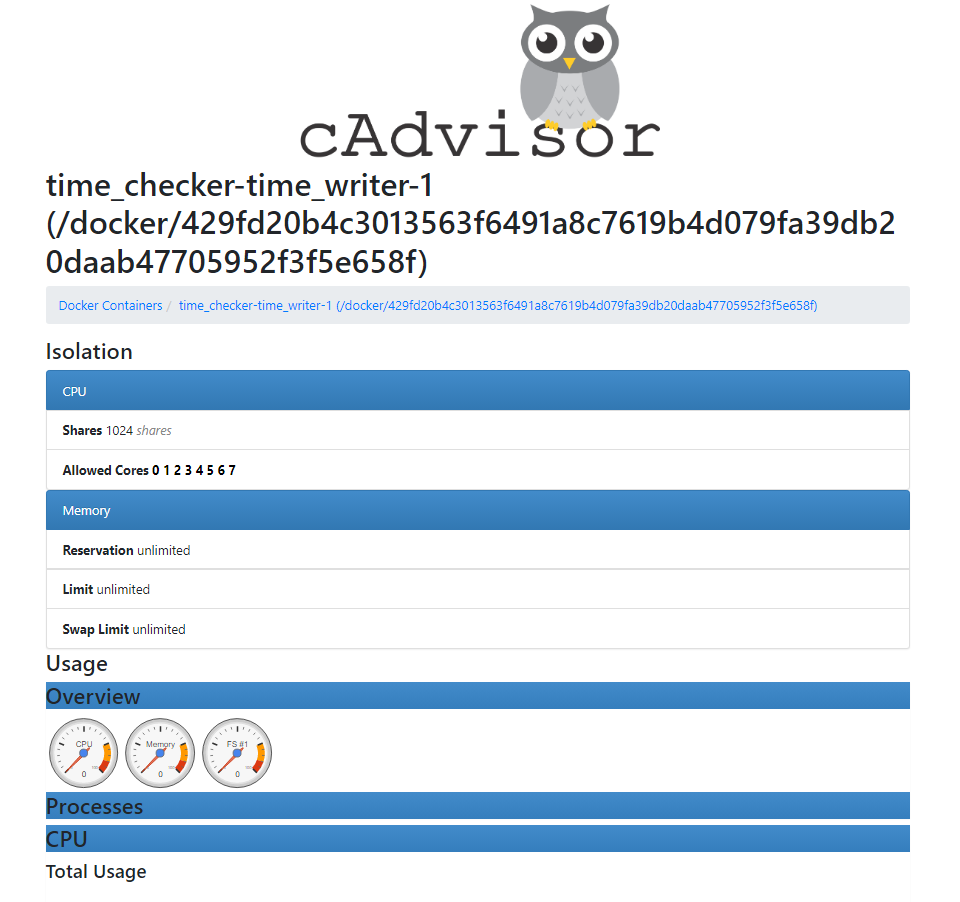 cAdvisor
time_checker-time_writer-1
(/docker/429fd20b4c3013563f6491a8c7619b4d079fa39db2
0daab47705952f3f5e658f)
Docker Containers / time_checker-time_writer-1 (/docker/429fd20b4c3013563f6491a8c7619b4d079fa39db20daab47705952f3f5e658f)
Isolation
CPU
Shares 1024 shares
Allowed Cores 0 1 2 3 4 5 6 7
Memory
Reservation unlimited
Limit unlimited
Swap Limit unlimited
Usage
Overview
CPU Memory FS #1
0 0 0
Processes
CPU
Total Usage